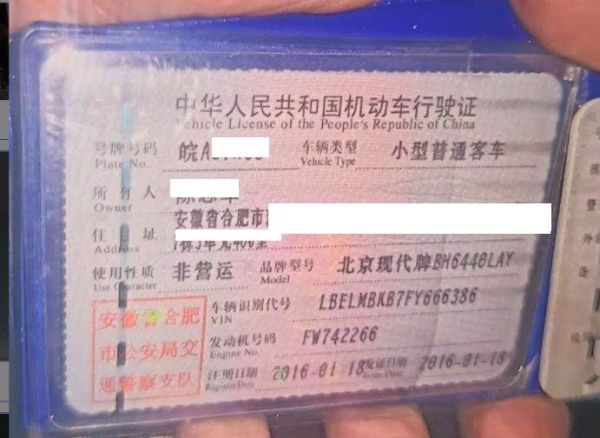 中华人民共和国机动车行驶证
Vehicle License of the People's Republic of China
号牌号码 皖A 车辆类型 小型普通客车
Plate No. Vehicle Type
所有人
Owner
安徽省合肥市
住址
Address
使用性质 非营运 品牌型号 北京现代牌BH6440LAY
Use Character Model
安徽省合肥 车辆识别代号 LBELMBKB7FY666386
VIN
市公安局交 发动机号码 FW742266
Engine No.
通警察支队 注册日期 2016-01-18 发证日期 2016-01-18
Register Date Issue Date